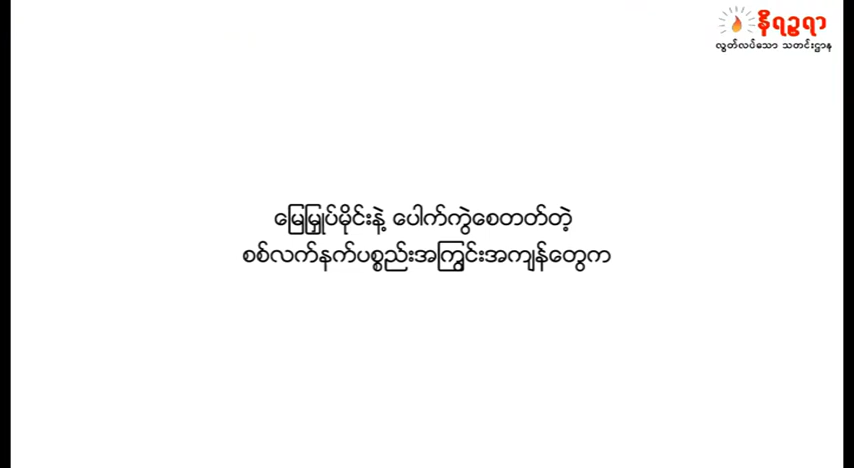 နိရဥ္စရာ
လွတ်လပ်သော သတင်းဌာန
မြေမြှုပ်မိုင်းနဲ့ ပေါက်ကွဲစေတတ်တဲ့
စစ်လက်နက်ပစ္စည်းအကြွင်းအကျန်တွေက